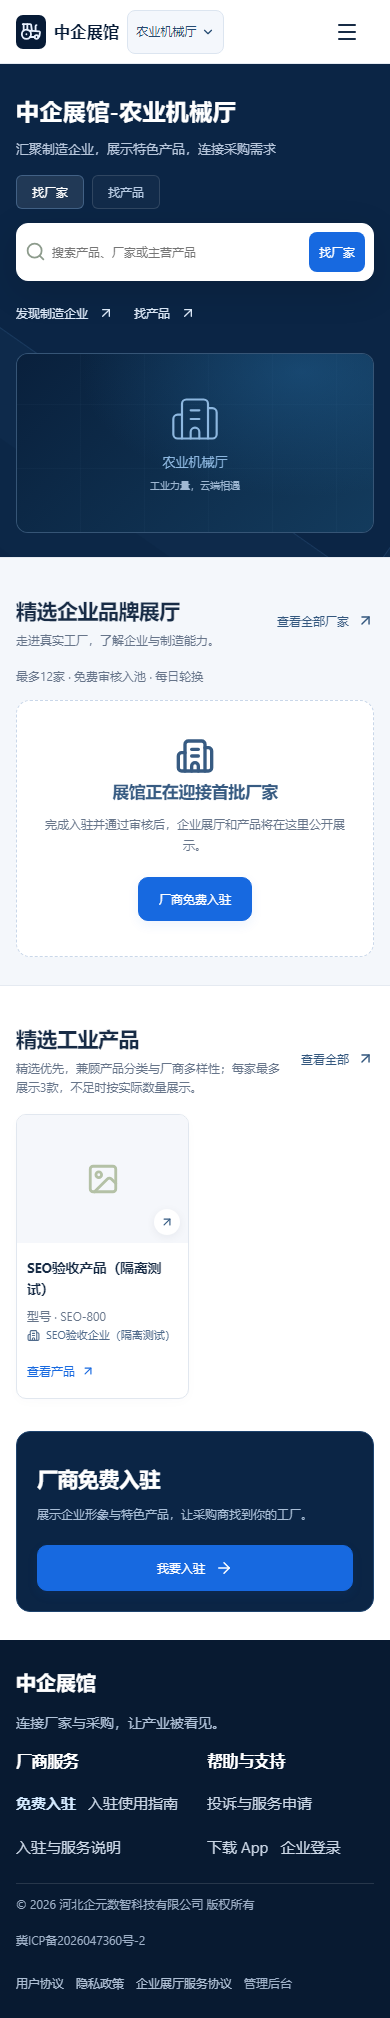 中企展馆
农业机械厅
中企展馆-农业机械厅
汇聚制造企业，展示特色产品，连接采购需求
找厂家
找产品
搜索产品、厂家或主营产品
找厂家
发现制造企业
找产品
农业机械厅
工业力量，云端相遇
精选企业品牌展厅
查看全部厂家
走进真实工厂，了解企业与制造能力。
最多12家 · 免费审核入池 · 每日轮换
展馆正在迎接首批厂家
完成入驻并通过审核后，企业展厅和产品将在这里公开展
示。
厂商免费入驻
精选工业产品
查看全部
精选优先，兼顾产品分类与厂商多样性；每家最多
展示3款，不足时按实际数量展示。
SEO验收产品（隔离测
试）
型号 · SEO-800
SEO验收企业（隔离测试）
查看产品
厂商免费入驻
展示企业形象与特色产品，让采购商找到你的工厂。
我要入驻
中企展馆
连接厂家与采购，让产业被看见。
厂商服务
帮助与支持
免费入驻 入驻使用指南
投诉与服务申请
入驻与服务说明
下载 App 企业登录
© 2026 河北企元数智科技有限公司 版权所有
冀ICP备2026047360号-2
用户协议 隐私政策 企业展厅服务协议 管理后台